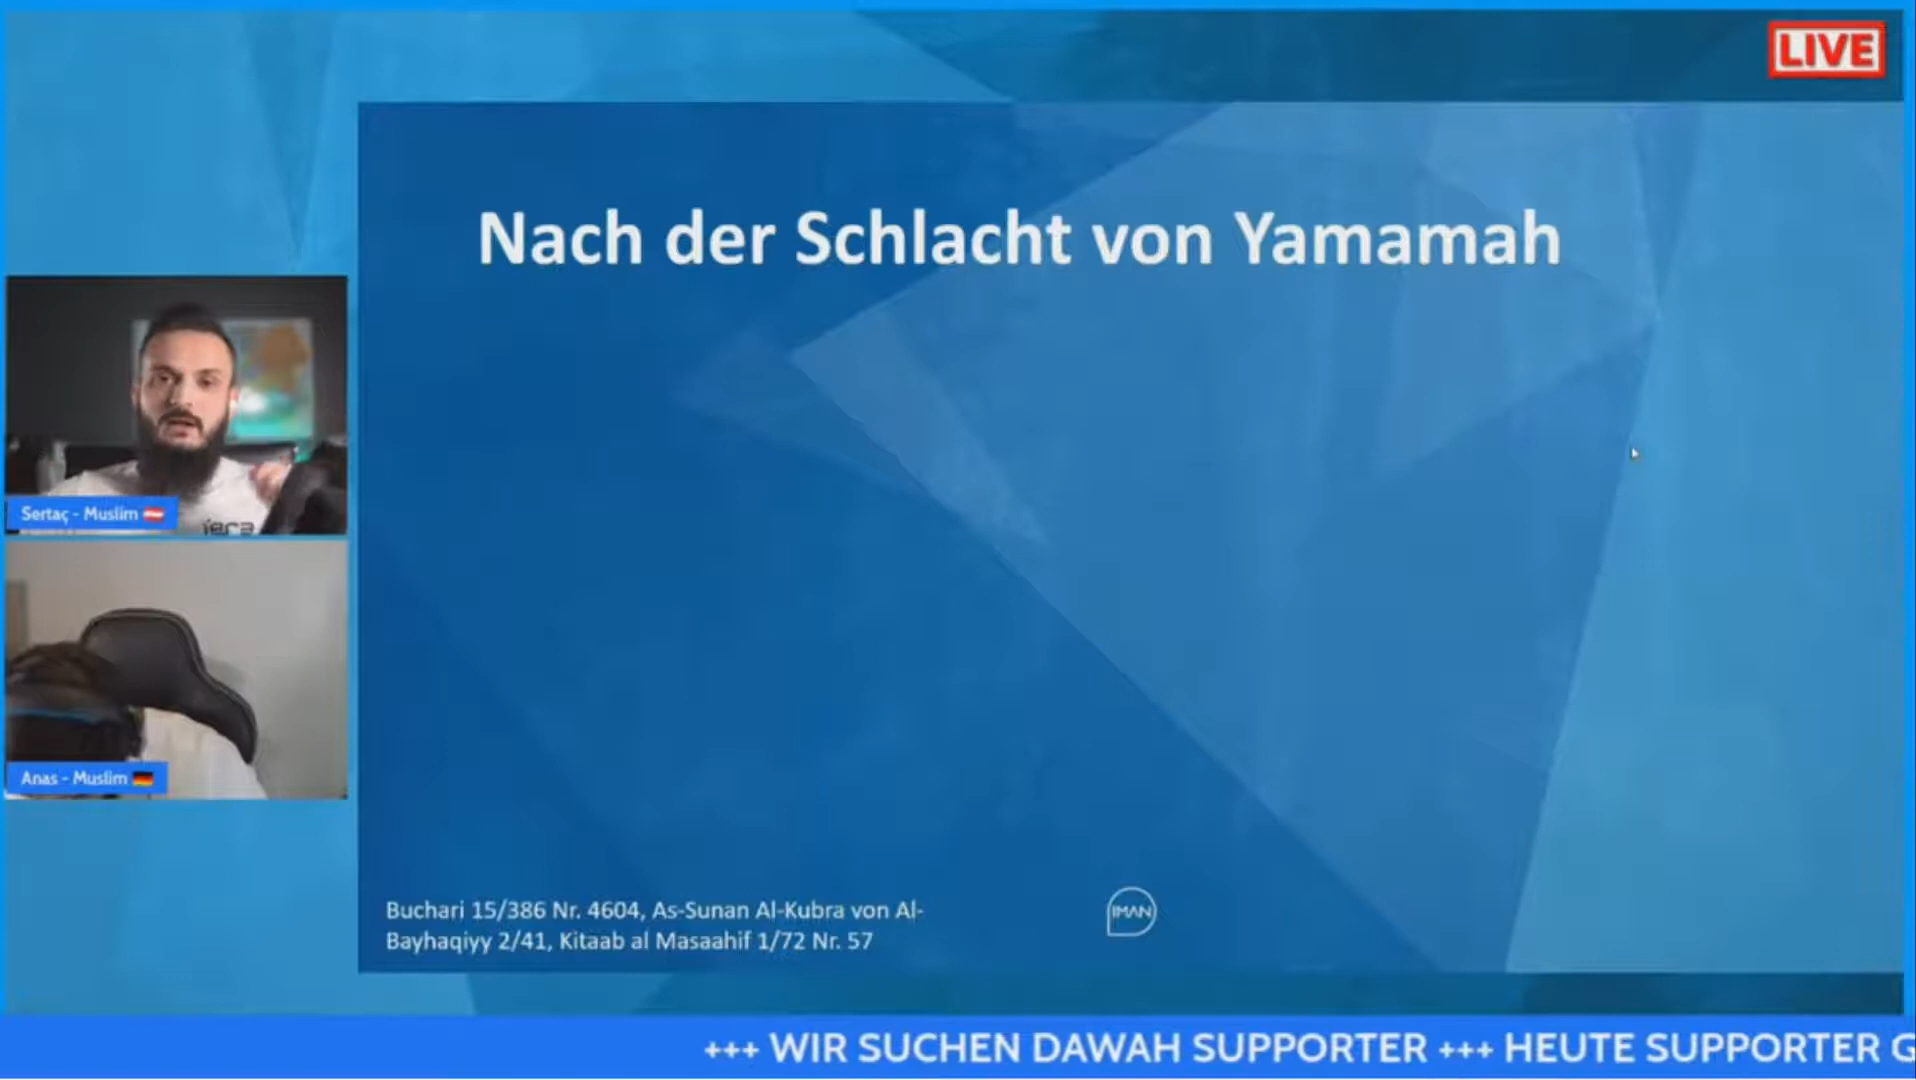 LIVE
Nach der Schlacht von Yamamah
Sertaç - Muslim
iera
Anas - Muslim
Buchari 15/386 Nr. 4604, As-Sunan Al-Kubra von Al-
Bayhaqiyy 2/41, Kitaab al Masaahif 1/72 Nr. 57
IMAN
+++ WIR SUCHEN DAWAH SUPPORTER +++ HEUTE SUPPORTER G